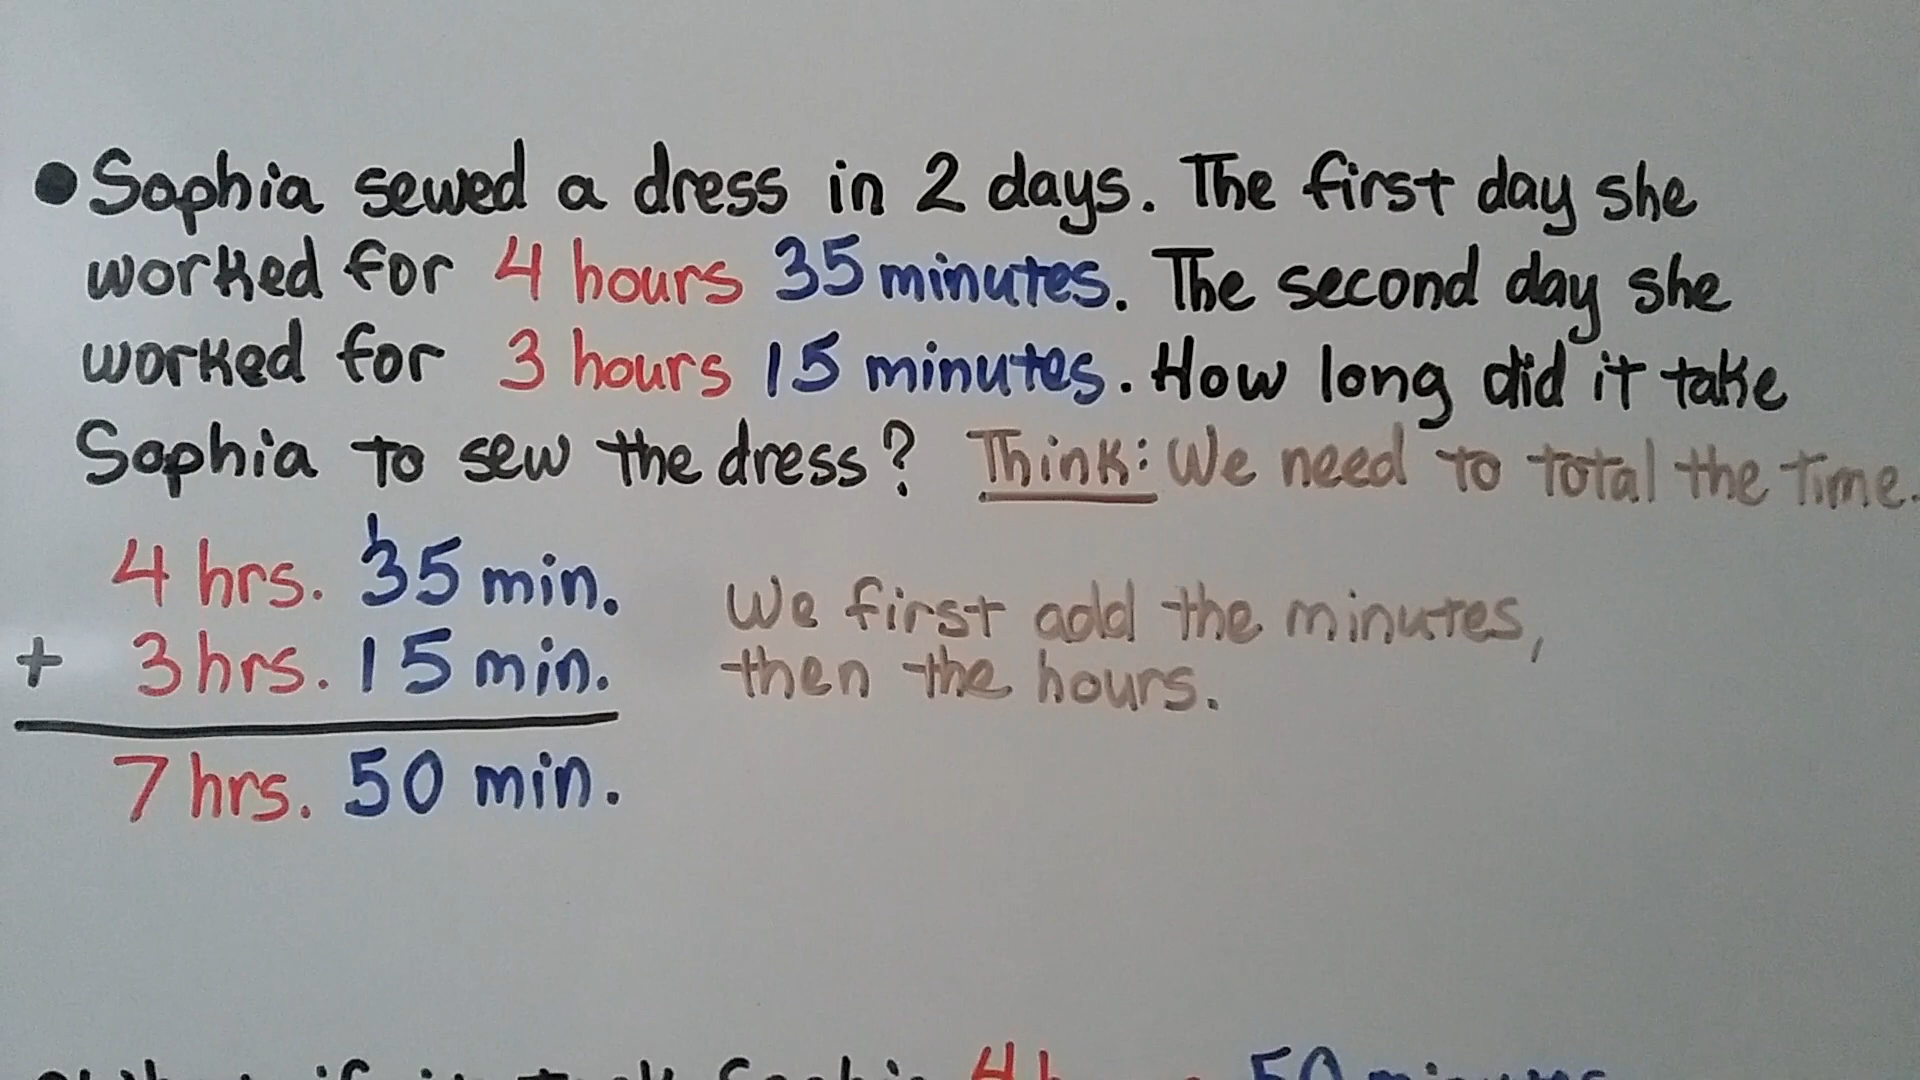 ● Sophia sewed a dress in 2 days. The first day she
worked for 4 hours 35 minutes. The second day she
worked for 3 hours 15 minutes. How long did it take
Sophia to sew the dress? Think: We need to total the time.
1
4 hrs. 35 min.
+ 3 hrs. 15 min.
7 hrs. 50 min.
We first add the minutes,
then the hours.